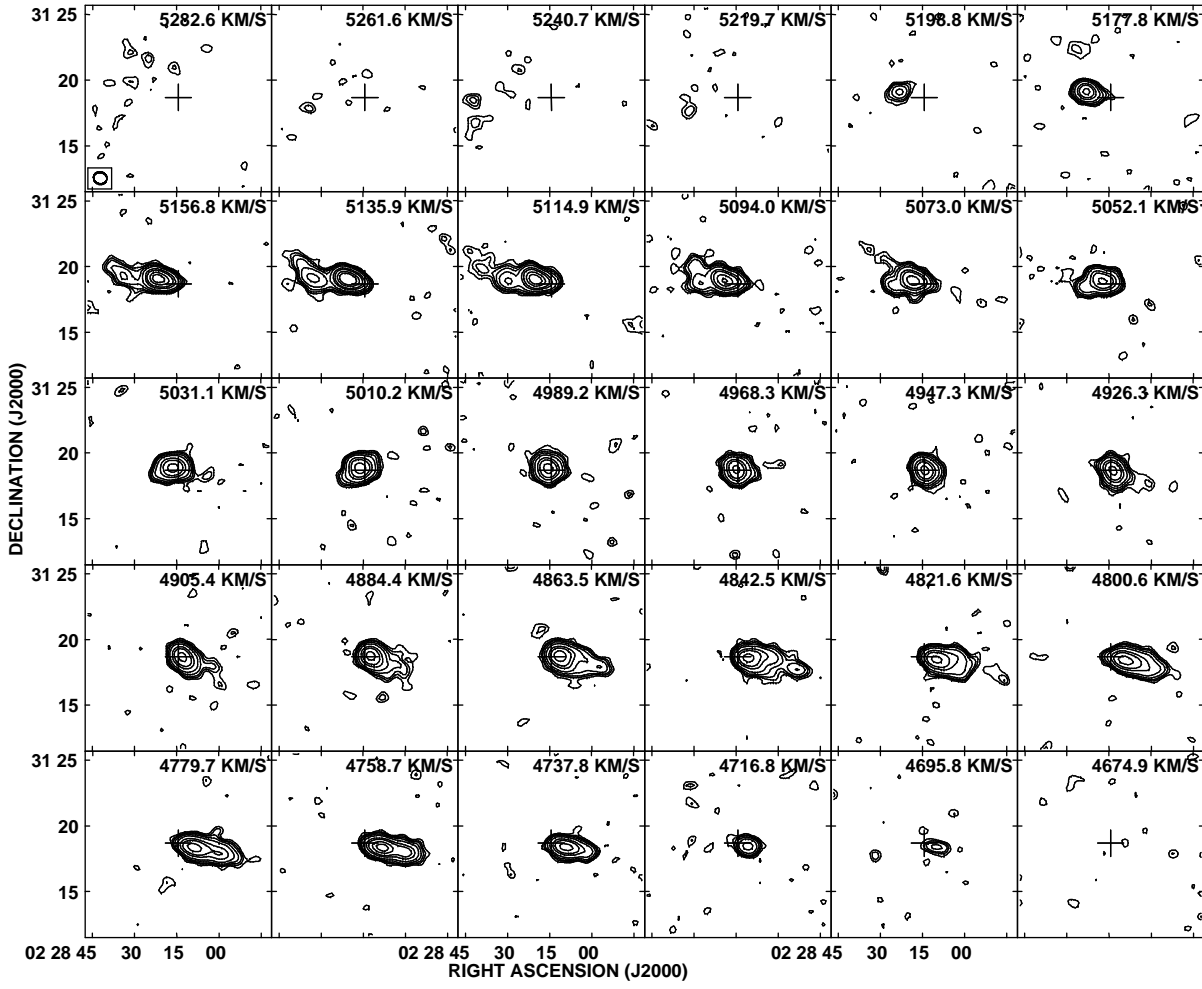 5282.6 KM/S 5261.6 KM/S 5240.7 KM/S 5219.7 KM/S 5198.8 KM/S 5177.8 KM/S
31 25
20
15
5156.8 KM/S 5135.9 KM/S 5114.9 KM/S 5094.0 KM/S 5073.0 KM/S 5052.1 KM/S
31 25
20
15
5031.1 KM/S 5010.2 KM/S 4989.2 KM/S 4968.3 KM/S 4947.3 KM/S 4926.3 KM/S
31 25
20
15
DECLINATION (J2000)
4905.4 KM/S 4884.4 KM/S 4863.5 KM/S 4842.5 KM/S 4821.6 KM/S 4800.6 KM/S
31 25
20
15
4779.7 KM/S 4758.7 KM/S 4737.8 KM/S 4716.8 KM/S 4695.8 KM/S 4674.9 KM/S
31 25
20
15
02 28 45 30 15 00 02 28 45 30 15 00 02 28 45 30 15 00
RIGHT ASCENSION (J2000)